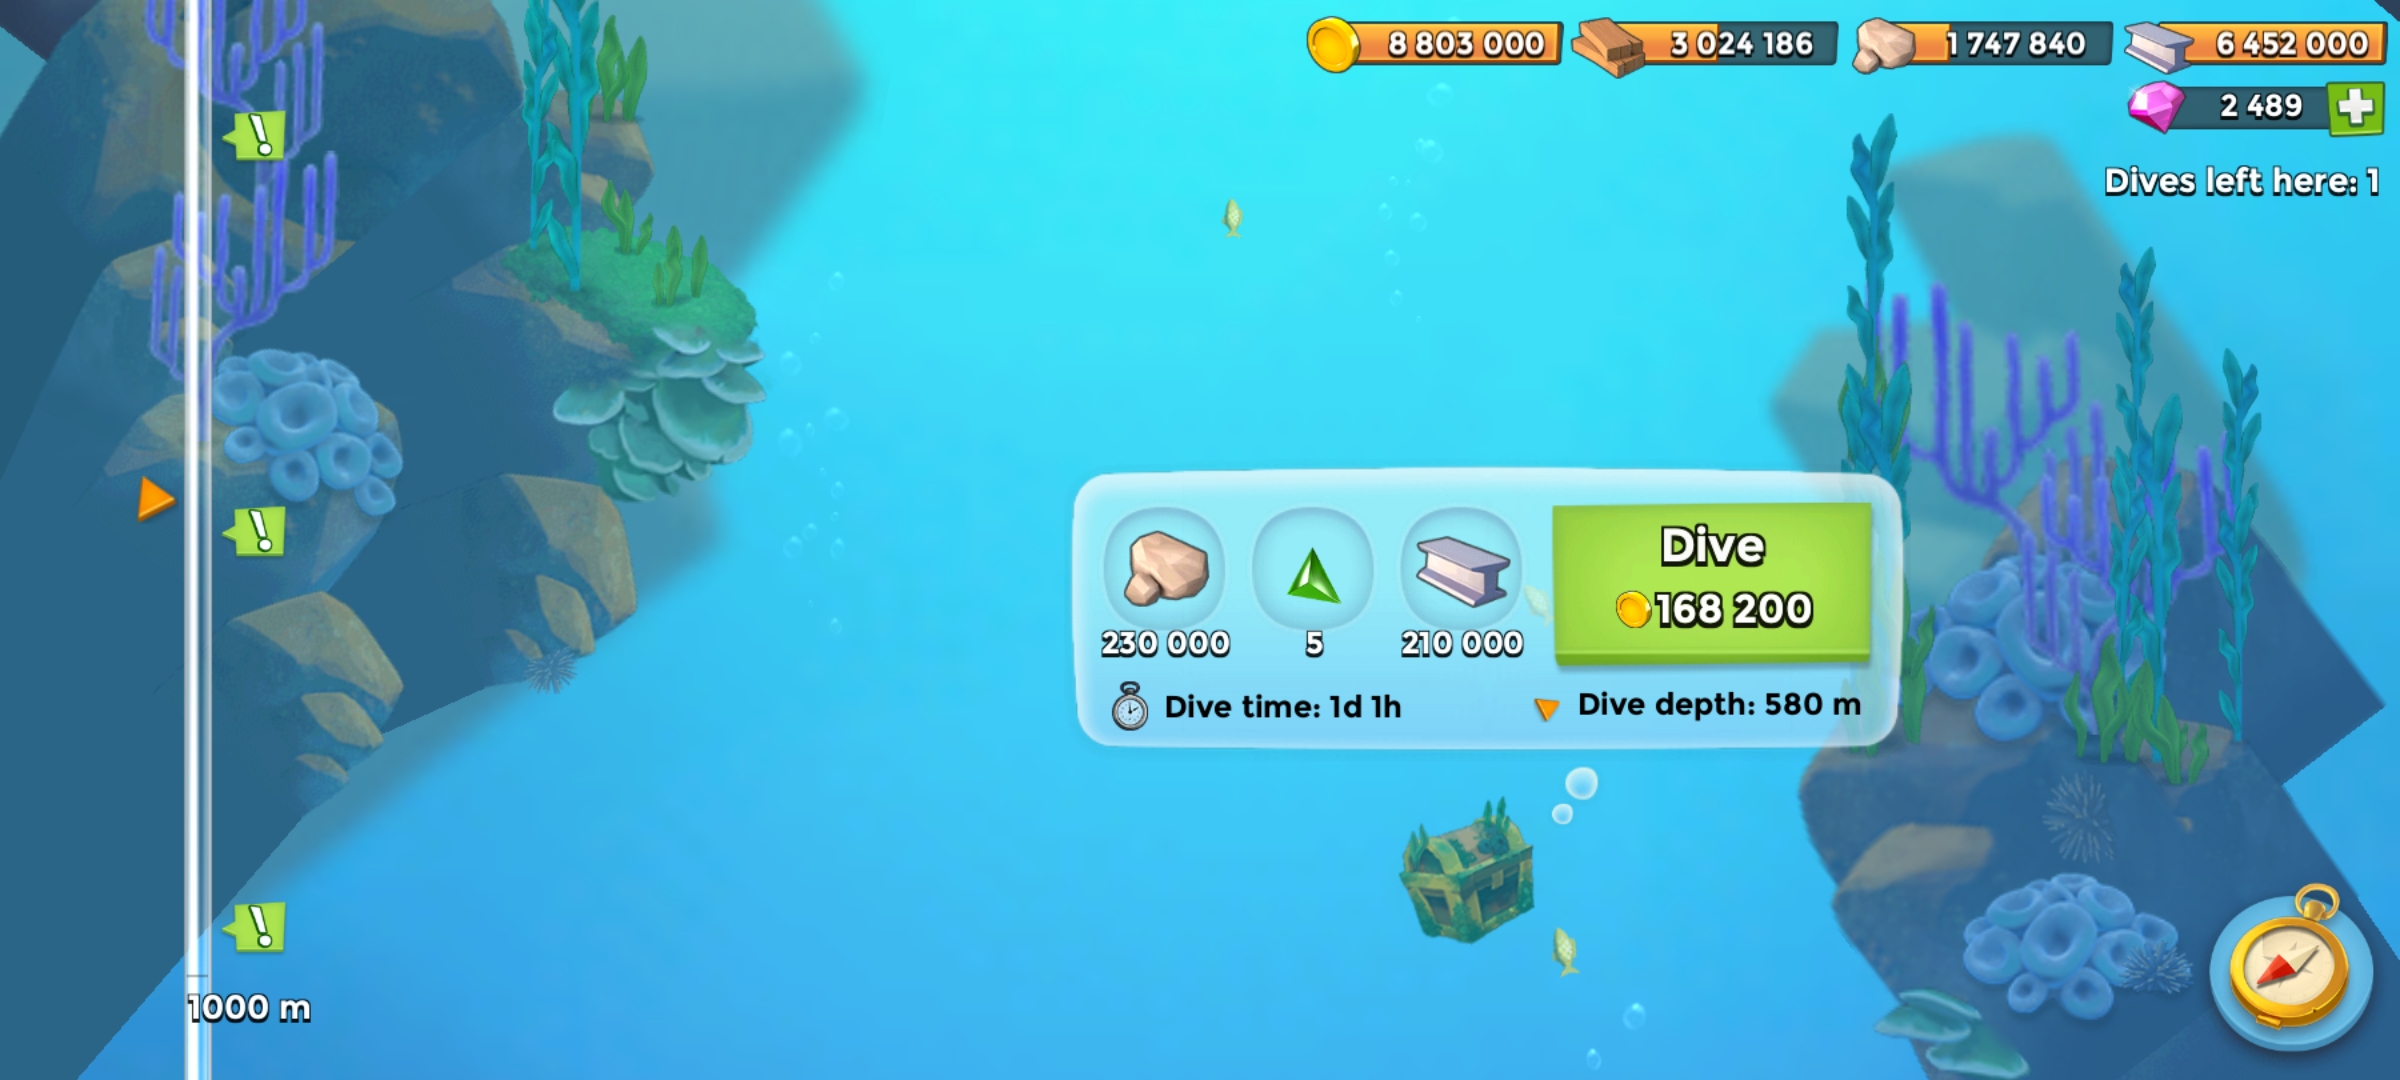 8 803 000
3 024 186
1 747 840
6 452 000
2 489
Dives left here: 1
230 000
5
210 000
Dive
168 200
Dive time: 1d 1h
Dive depth: 580 m
!
!
!
1000 m